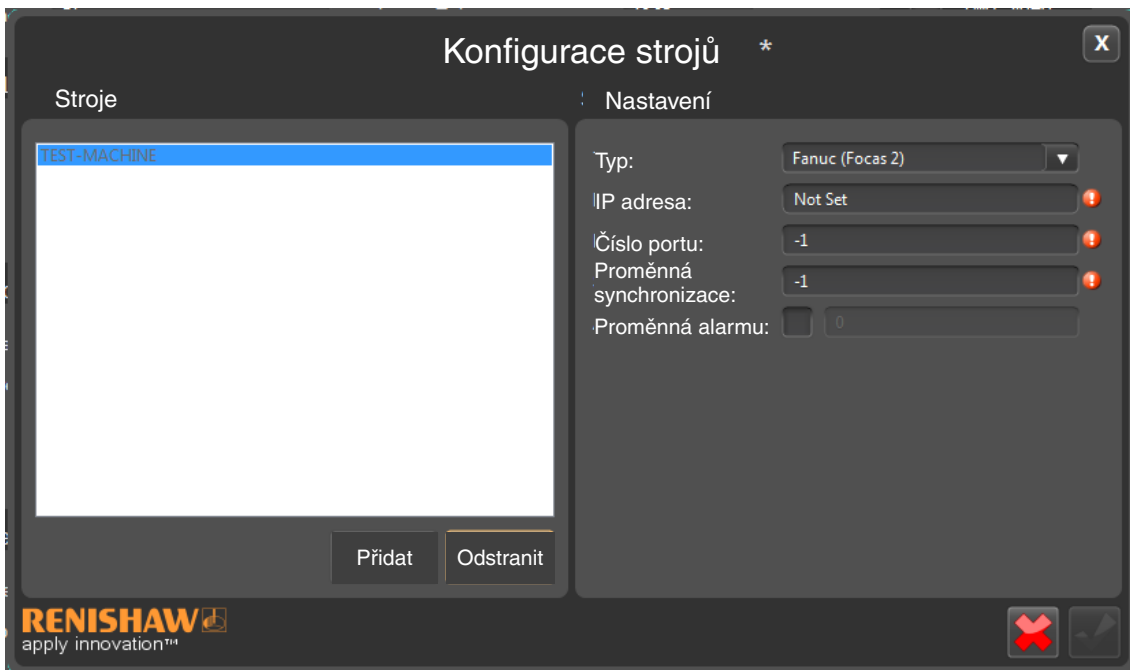 Konfigurace strojů *
X
Stroje
Nastavení
TEST-MACHINE
Typ: Fanuc (Focas 2)
IP adresa: Not Set
Číslo portu: -1
Proměnná
synchronizace: -1
Proměnná alarmu: 0
Přidat Odstranit
RENISHAW
apply innovation™